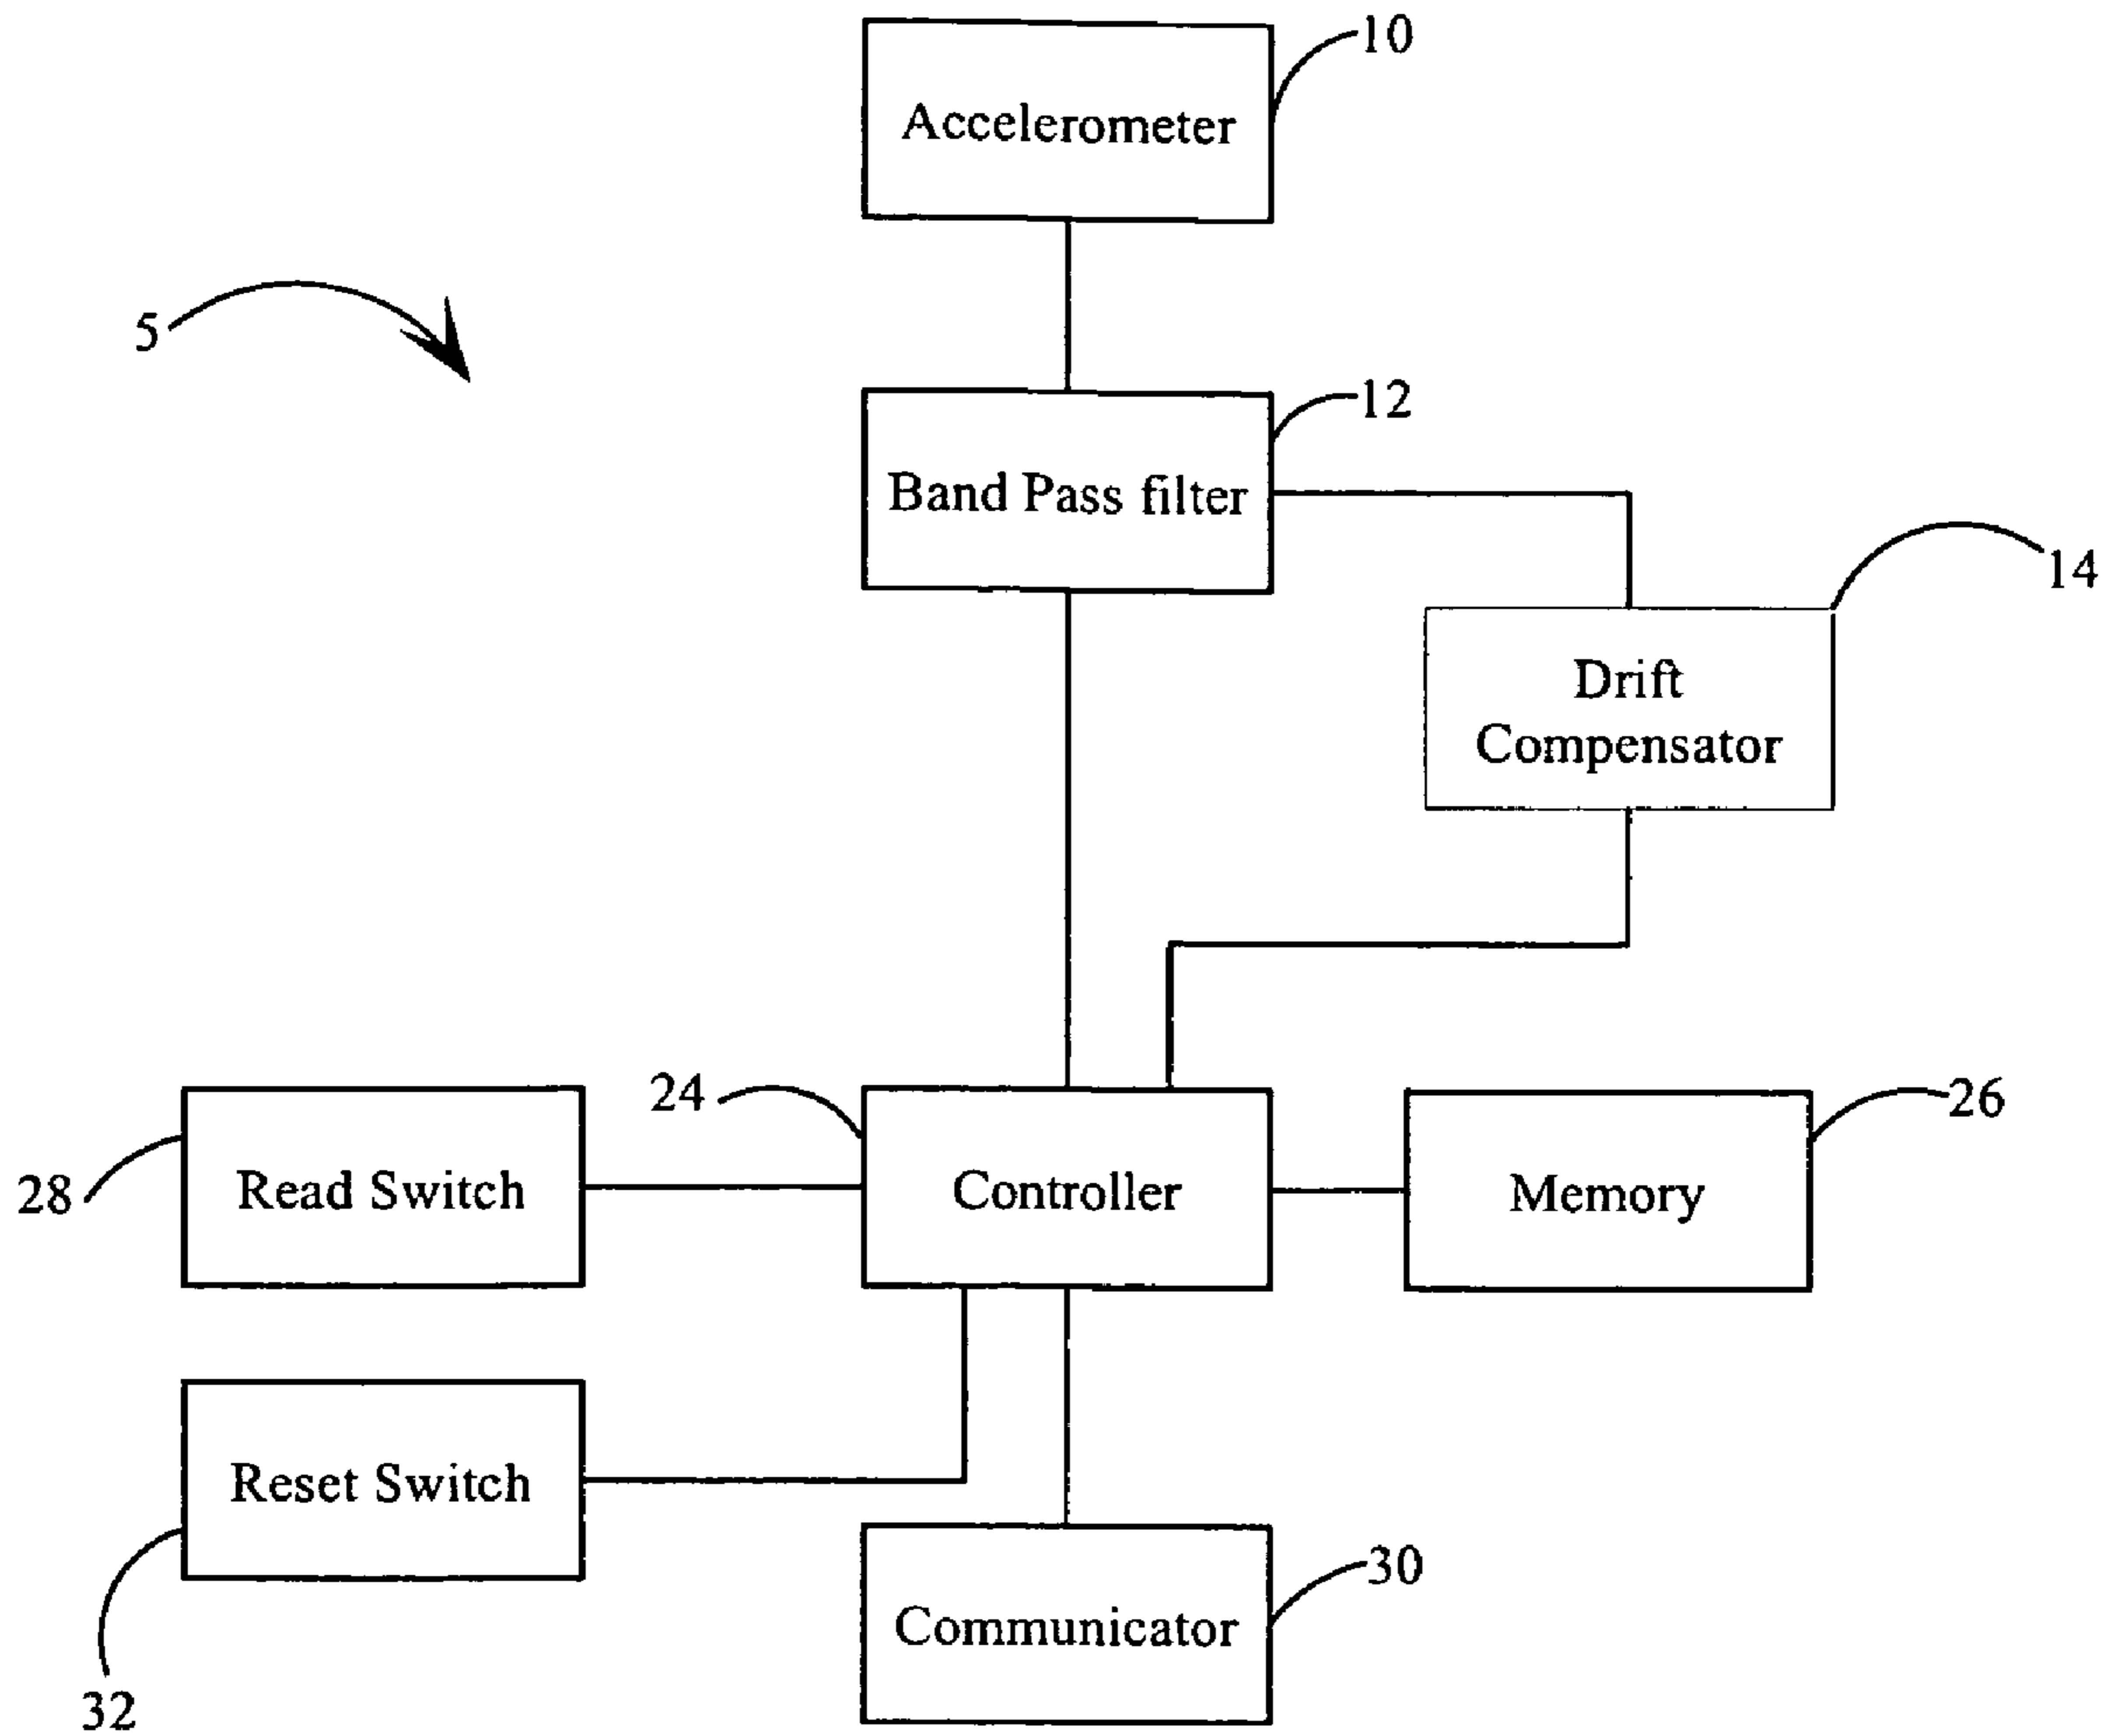 10
Accelerometer
5
12
Band Pass filter
14
Drift
Compensator
24
26
28
Read Switch
Controller
Memory
Reset Switch
30
Communicator
32